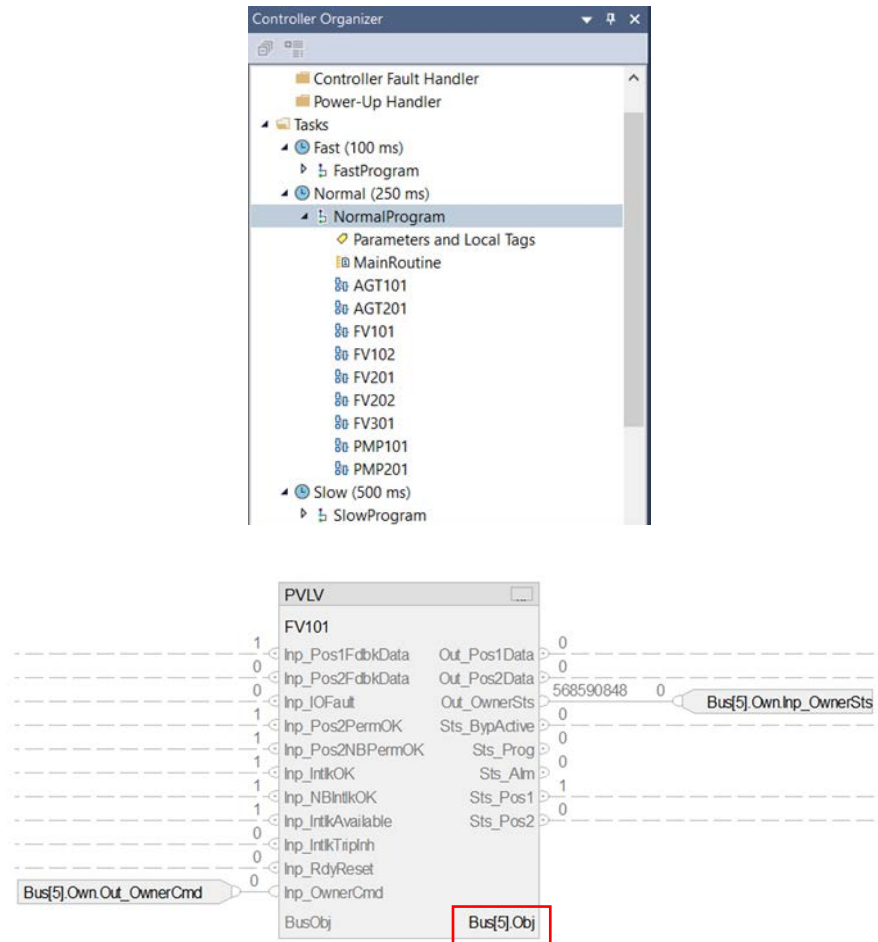 Controller Organizer
Controller Fault Handler
Power-Up Handler
Tasks
Fast (100 ms)
FastProgram
Normal (250 ms)
NormalProgram
Parameters and Local Tags
MainRoutine
AGT101
AGT201
FV101
FV102
FV201
FV202
FV301
PMP101
PMP201
Slow (500 ms)
SlowProgram
PVLV ...
FV101
1 Inp_Pos1FdbkData Out_Pos1Data 0
0 Inp_Pos2FdbkData Out_Pos2Data 0
0 Inp_IOFault Out_OwnerSts 568590848 0 Bus[5].Own.Inp_OwnerSts
1 Inp_Pos2PermOK Sts_BypActive 0
1 Inp_Pos2NBPermOK Sts_Prog 0
1 Inp_IntlkOK Sts_Alm 0
1 Inp_NBIntlkOK Sts_Pos1 1
1 Inp_IntlkAvailable Sts_Pos2 0
0 Inp_IntlkTripInh
0 Inp_RdyReset
Bus[5].Own.Out_OwnerCmd 0 Inp_OwnerCmd
BusObj Bus[5].Obj